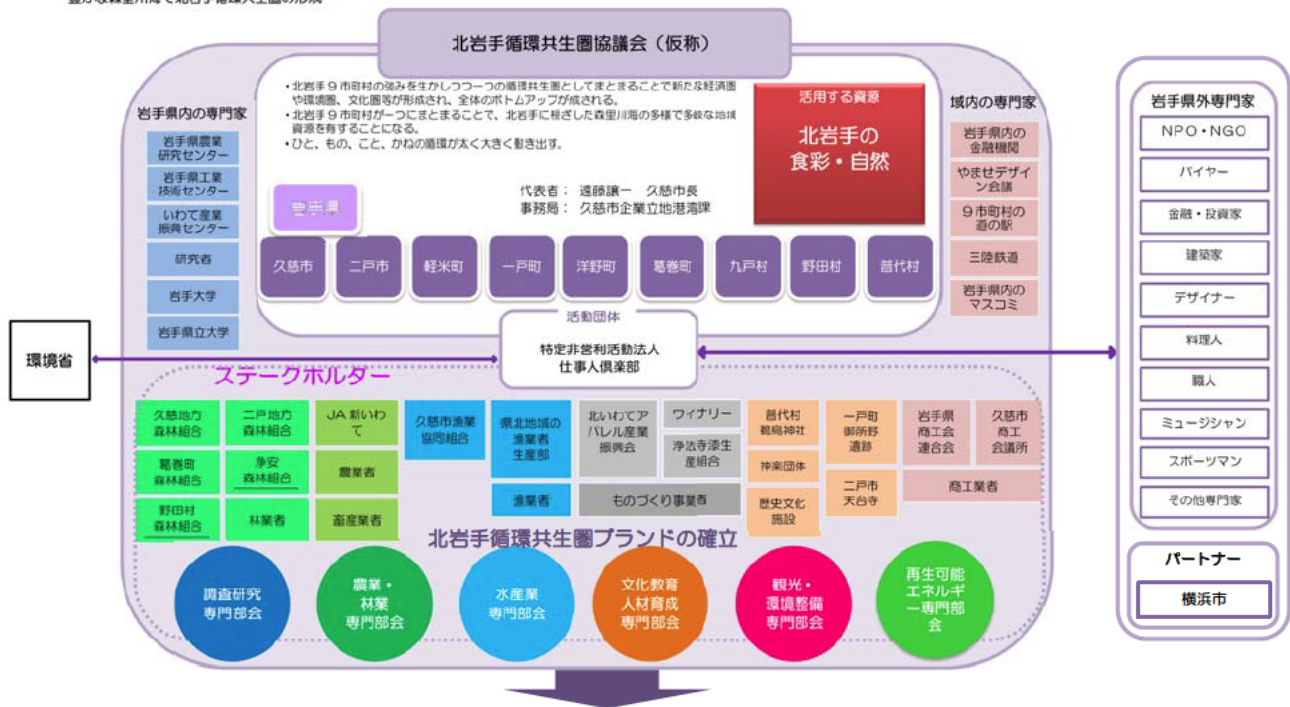 豊かな森里川海で北岩手循環共生圏の形成
北岩手循環共生圏協議会（仮称）
・北岩手９市町村の強みを生かしつつ一つの循環共生圏としてまとまることで新たな経済圏
や環境圏、文化圏等が形成され、全体のボトムアップが成される。
・北岩手９市町村が一つにまとまることで、北岩手に根ざした森里川海の多様で多岐な地域
資源を有することになる。
・ひと、もの、こと、かねの循環が太く大きく動き出す。
活用する資源
北岩手の
食彩・自然
代表者： 遠藤譲一 久慈市長
事務局： 久慈市企業立地港湾課
岩手県
久慈市
二戸市
軽米町
一戸町
洋野町
葛巻町
九戸村
野田村
普代村
岩手県内の専門家
岩手県農業
研究センター
岩手県工業
技術センター
いわて産業
振興センター
研究者
岩手大学
岩手県立大学
域内の専門家
岩手県内の
金融機関
やませデザイ
ン会議
９市町村の
道の駅
三陸鉄道
岩手県内の
マスコミ
岩手県外専門家
NPO・NGO
バイヤー
金融・投資家
建築家
デザイナー
料理人
職人
ミュージシャン
スポーツマン
その他専門家
パートナー
横浜市
環境省
活動団体
特定非営利活動法人
仕事人倶楽部
ステークホルダー
久慈地方
森林組合
二戸地方
森林組合
JA 新いわ
て
久慈市漁業
協同組合
県北地域の
漁業者
生産部
北いわてア
パレル産業
振興会
ワイナリー
浄法寺漆生
産組合
普代村
鵜鳥神社
一戸町
御所野
遺跡
岩手県
商工会
連合会
久慈市
商工
会議所
葛巻町
森林組合
浄安
森林組合
農業者
神楽団体
二戸市
天台寺
商工業者
野田村
森林組合
林業者
畜産業者
漁業者
ものづくり事業者
歴史文化
施設
北岩手循環共生圏ブランドの確立
調査研究
専門部会
農業・
林業
専門部会
水産業
専門部会
文化教育
人材育成
専門部会
観光・
環境整備
専門部会
再生可能
エネルギ
ー専門部
会